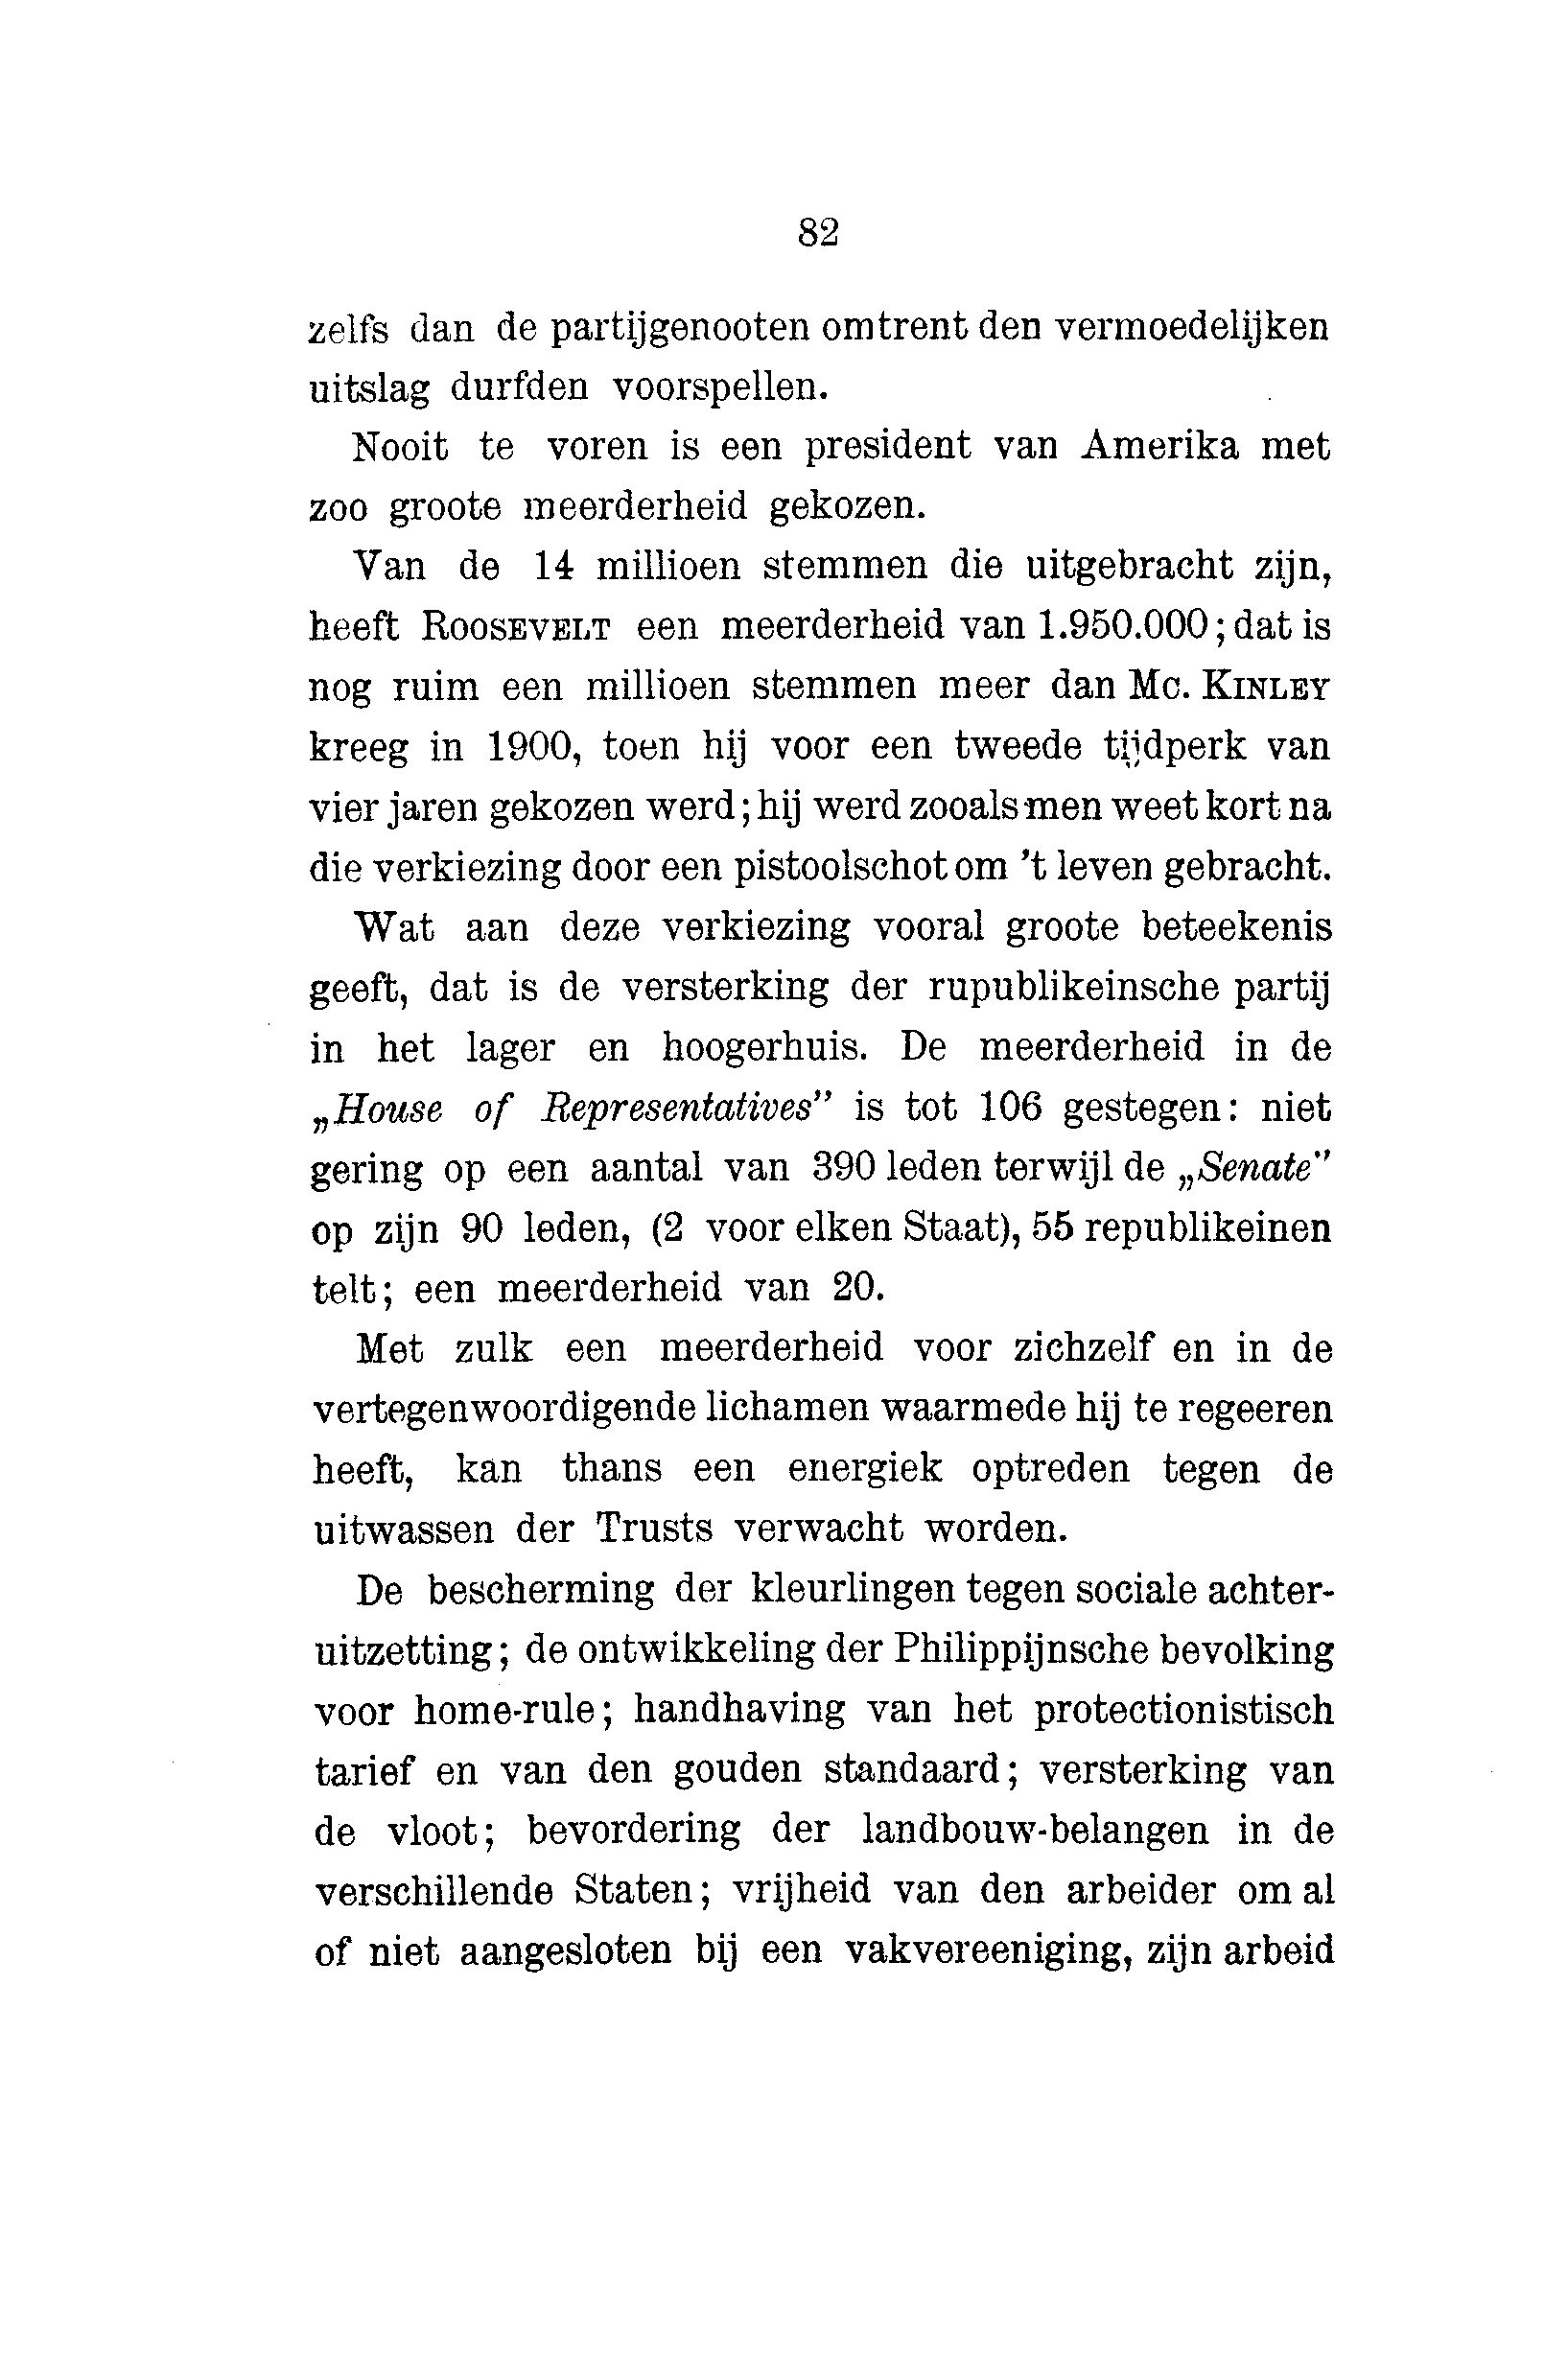 82
zelfs dan de partijgenooten omtrent den vermoedelijken
uitslag durfden voorspellen.
Nooit te voren is een president van Amerika met
zoo groote meerderheid gekozen.
Van de 14 millioen stemmen die uitgebracht zijn,
heeft ROOSEVELT een meerderheid van 1.950.000; dat is
nog ruim een millioen stemmen meer dan Mc. KINLEY
kreeg in 1900, toen hij voor een tweede tijdperk van
vier jaren gekozen werd; hij werd zooals men weet kort na
die verkiezing door een pistoolschot om 't leven gebracht.
Wat aan deze verkiezing vooral groote beteekenis
geeft, dat is de versterking der rupublikeinsche partij
in het lager en hoogerhuis. De meerderheid in de
„House of Representatives” is tot 106 gestegen: niet
gering op een aantal van 390 leden terwijl de „Senate”
op zijn 90 leden, (2 voor elken Staat), 55 republikeinen
telt; een meerderheid van 20.
Met zulk een meerderheid voor zichzelf en in de
vertegenwoordigende lichamen waarmede hij te regeeren
heeft, kan thans een energiek optreden tegen de
uitwassen der Trusts verwacht worden.
De bescherming der kleurlingen tegen sociale achter-
uitzetting; de ontwikkeling der Philippijnsche bevolking
voor home-rule; handhaving van het protectionistisch
tarief en van den gouden standaard; versterking van
de vloot; bevordering der landbouw-belangen in de
verschillende Staten; vrijheid van den arbeider om al
of niet aangesloten bij een vakvereeniging, zijn arbeid